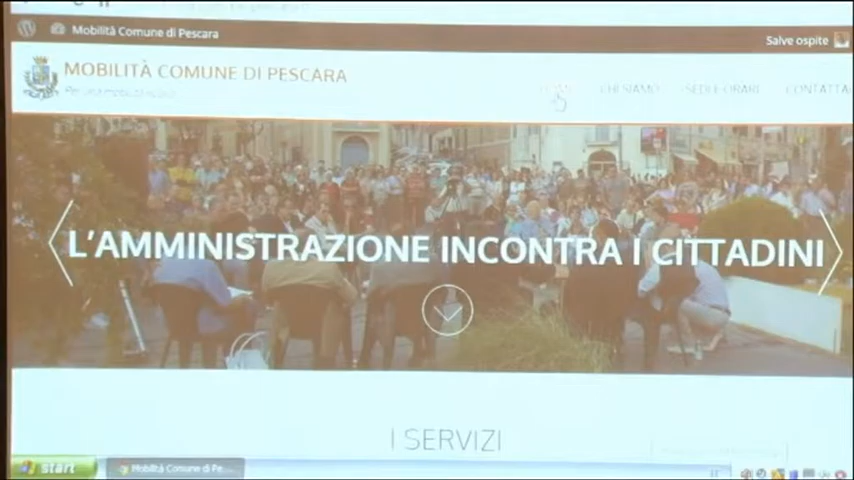 Mobilità Comune di Pescara
Salve ospite
MOBILITÀ COMUNE DI PESCARA
CHI SIAMO
SEDI E ORARI
CONTATTA
L'AMMINISTRAZIONE INCONTRA I CITTADINI
I SERVIZI
start
Mobilità Comune di Pe...
IT